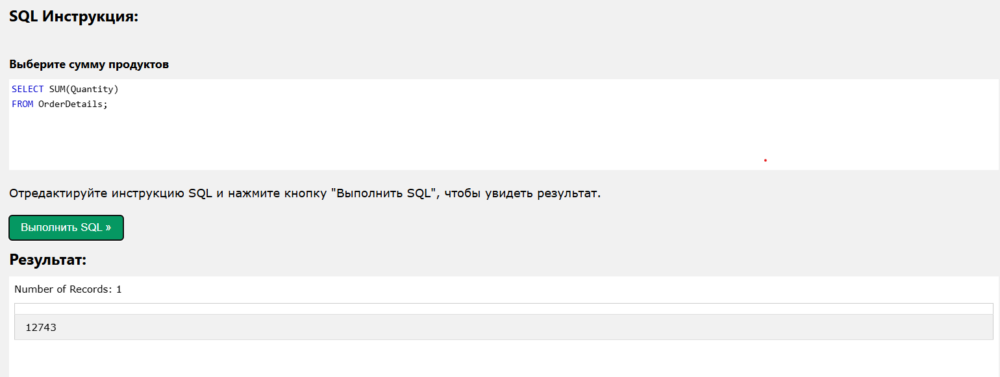 SQL Инструкция:
Выберите сумму продуктов
SELECT SUM(Quantity)
FROM OrderDetails;
Отредактируйте инструкцию SQL и нажмите кнопку "Выполнить SQL", чтобы увидеть результат.
Выполнить SQL »
Результат:
Number of Records: 1
12743